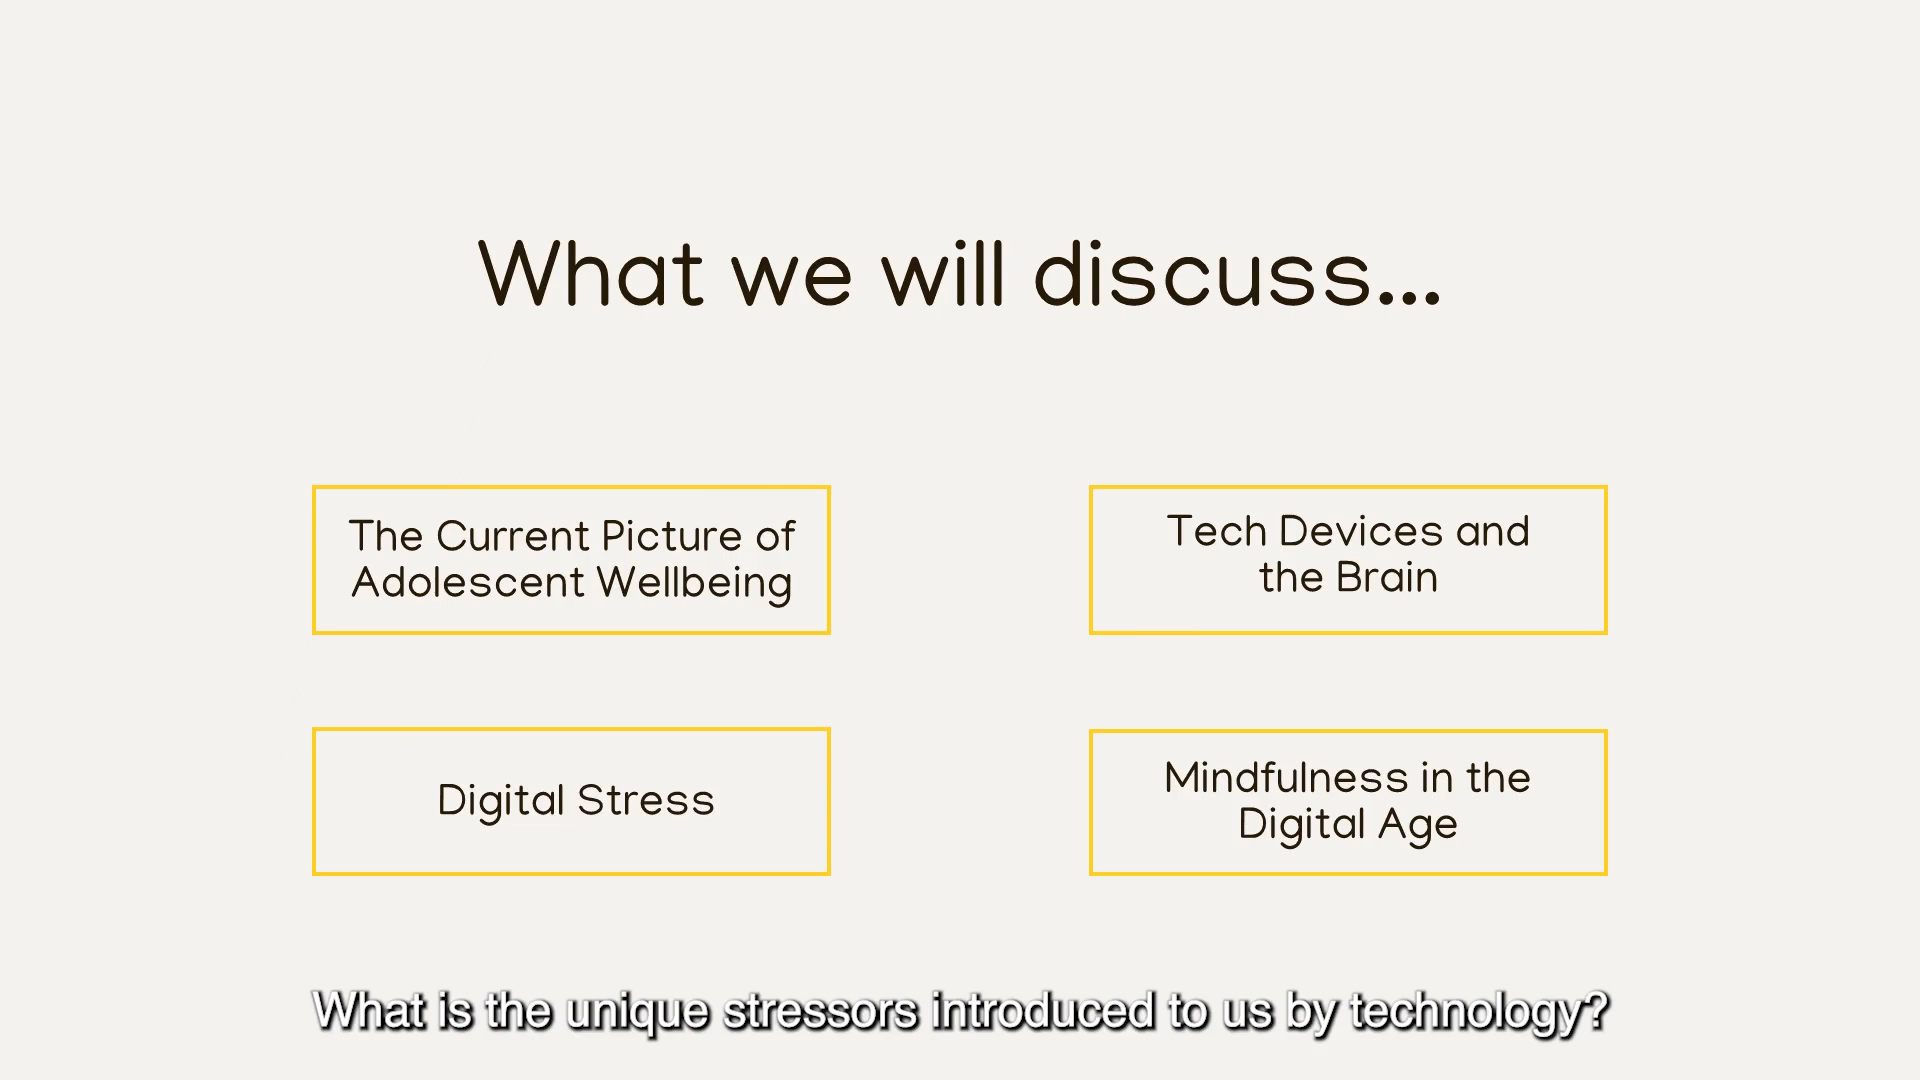 What we will discuss...
The Current Picture of
Adolescent Wellbeing
Tech Devices and
the Brain
Digital Stress
Mindfulness in the
Digital Age
What is the unique stressors introduced to us by technology?